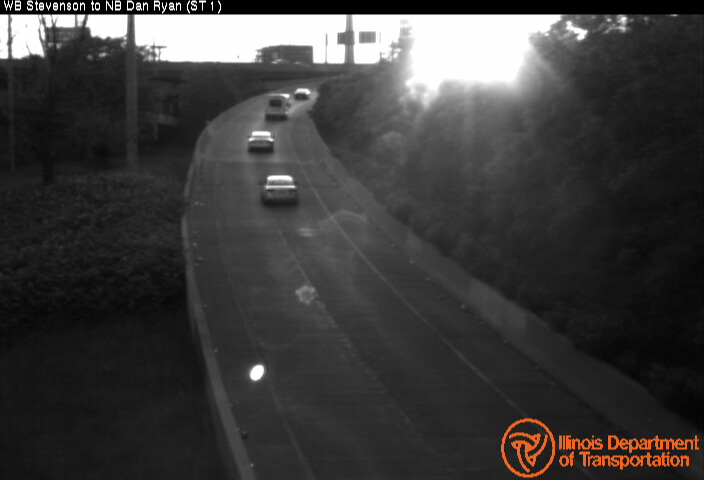 WB Stevenson to NB Dan Ryan (ST 1)
Illinois Department
of Transportation